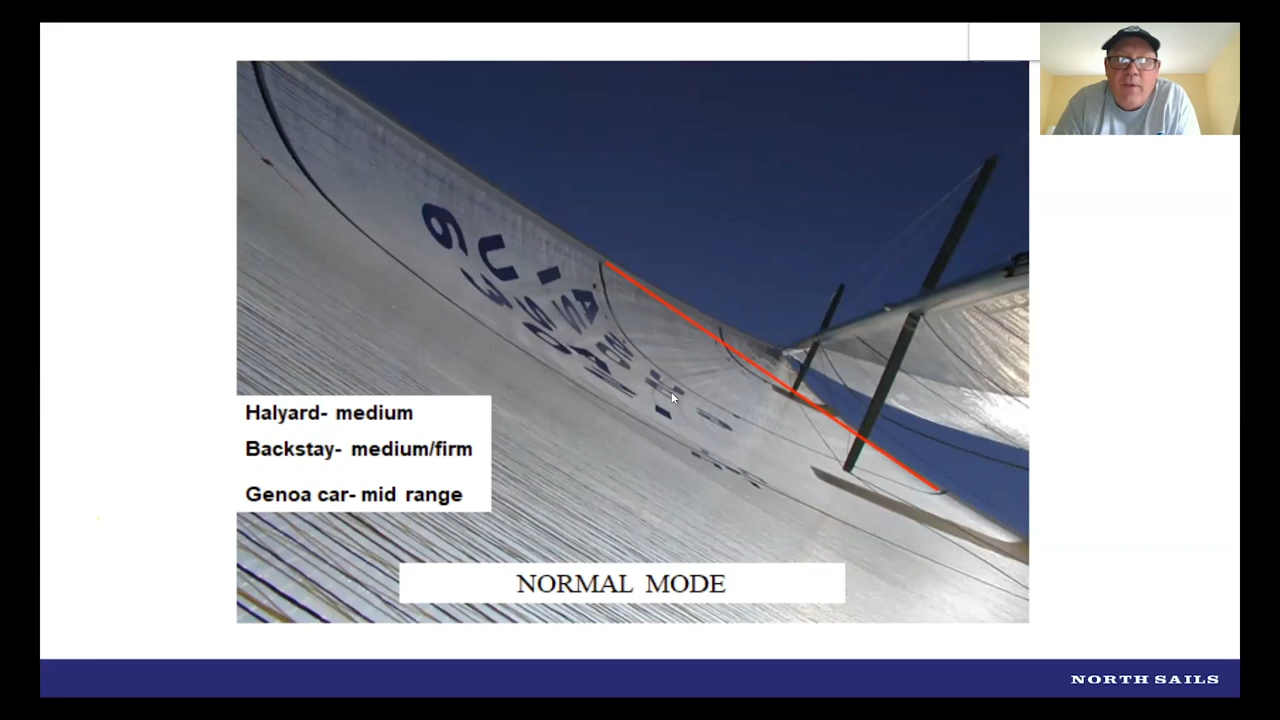 Halyard- medium
Backstay- medium/firm
Genoa car- mid range
NORMAL MODE
NORTH SAILS